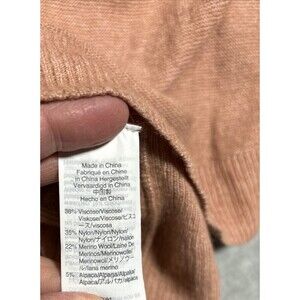 Made in China
Fabriqué en Chine
in China Hergestellt
Vervaardigd in China
中国製
Hecho en China
Viscose/Viscose/
Viskose/Viscose/ビスコ
ース/viscosa
35% Nylon/Nylon/Nylon/
Nylon/ナイロン/nailon
22% Merino Wool/Laine De
Merinos/Merinowolle/
Merinowol/メリノウー
ル/lana merino
5% Alpaca/Alpaga/Alpaka/
Alpaca/アルパカ/alpaca